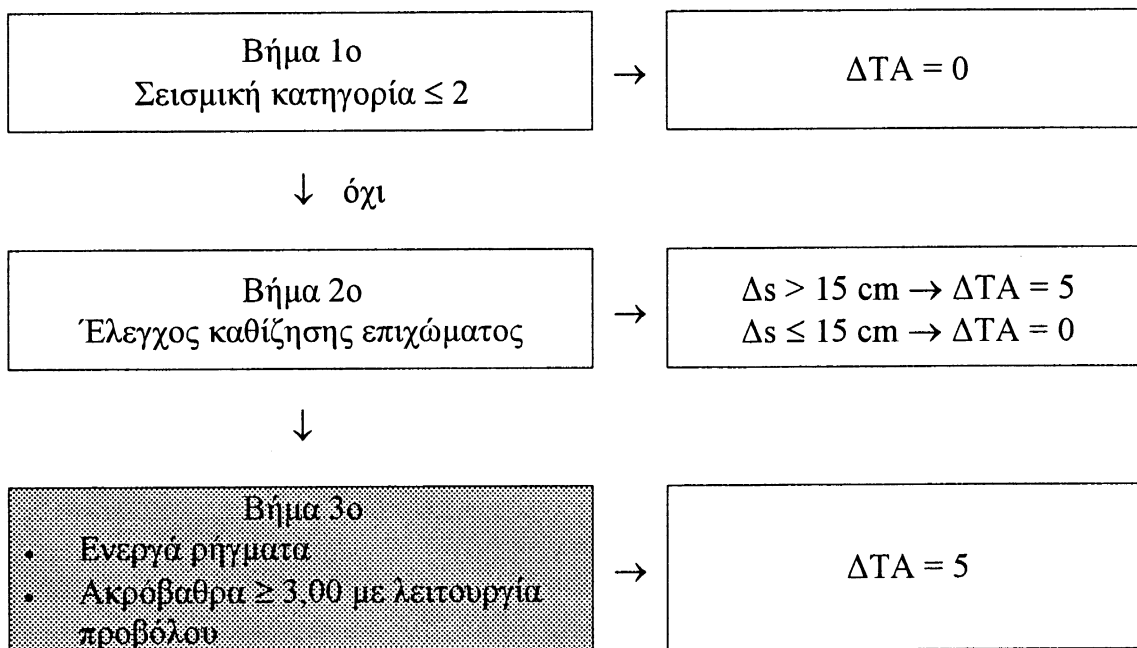 Βήμα 1ο
Σεισμική κατηγορία ≤ 2
→
ΔΤΑ = 0
↓ όχι
Βήμα 2ο
Έλεγχος καθίζησης επιχώματος
→
Δs > 15 cm → ΔΤΑ = 5
Δs ≤ 15 cm → ΔΤΑ = 0
↓
Βήμα 3ο
• Ενεργά ρήγματα
• Ακρόβαθρα ≥ 3,00 με λειτουργία
προβόλου
→
ΔΤΑ = 5